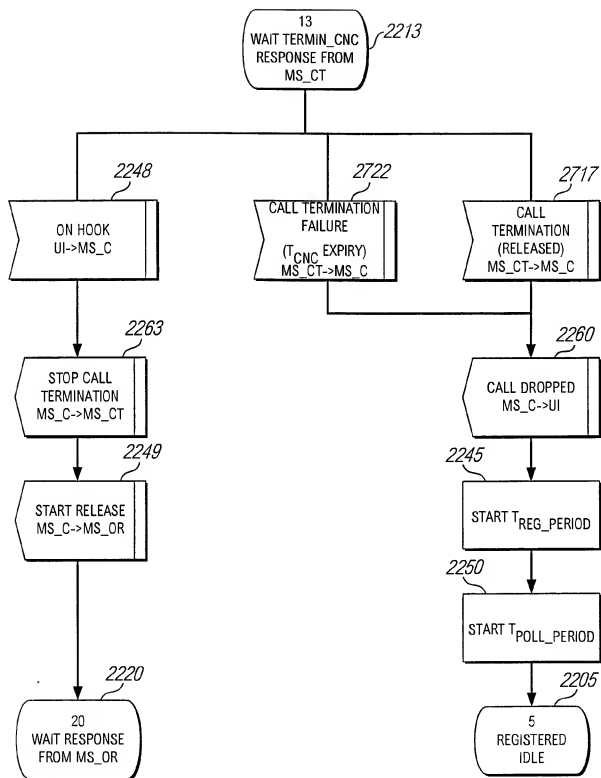 13
WAIT TERMIN_CNC
RESPONSE FROM
MS_CT
2213
2248
ON HOOK
UI->MS_C
2722
CALL TERMINATION
FAILURE
(TCNC EXPIRY)
MS_CT->MS_C
2717
CALL
TERMINATION
(RELEASED)
MS_CT->MS_C
2263
STOP CALL
TERMINATION
MS_C->MS_CT
2260
CALL DROPPED
MS_C->UI
2249
START RELEASE
MS_C->MS_OR
2245
START TREG_PERIOD
2250
START TPOLL_PERIOD
2220
20
WAIT RESPONSE
FROM MS_OR
2205
5
REGISTERED
IDLE